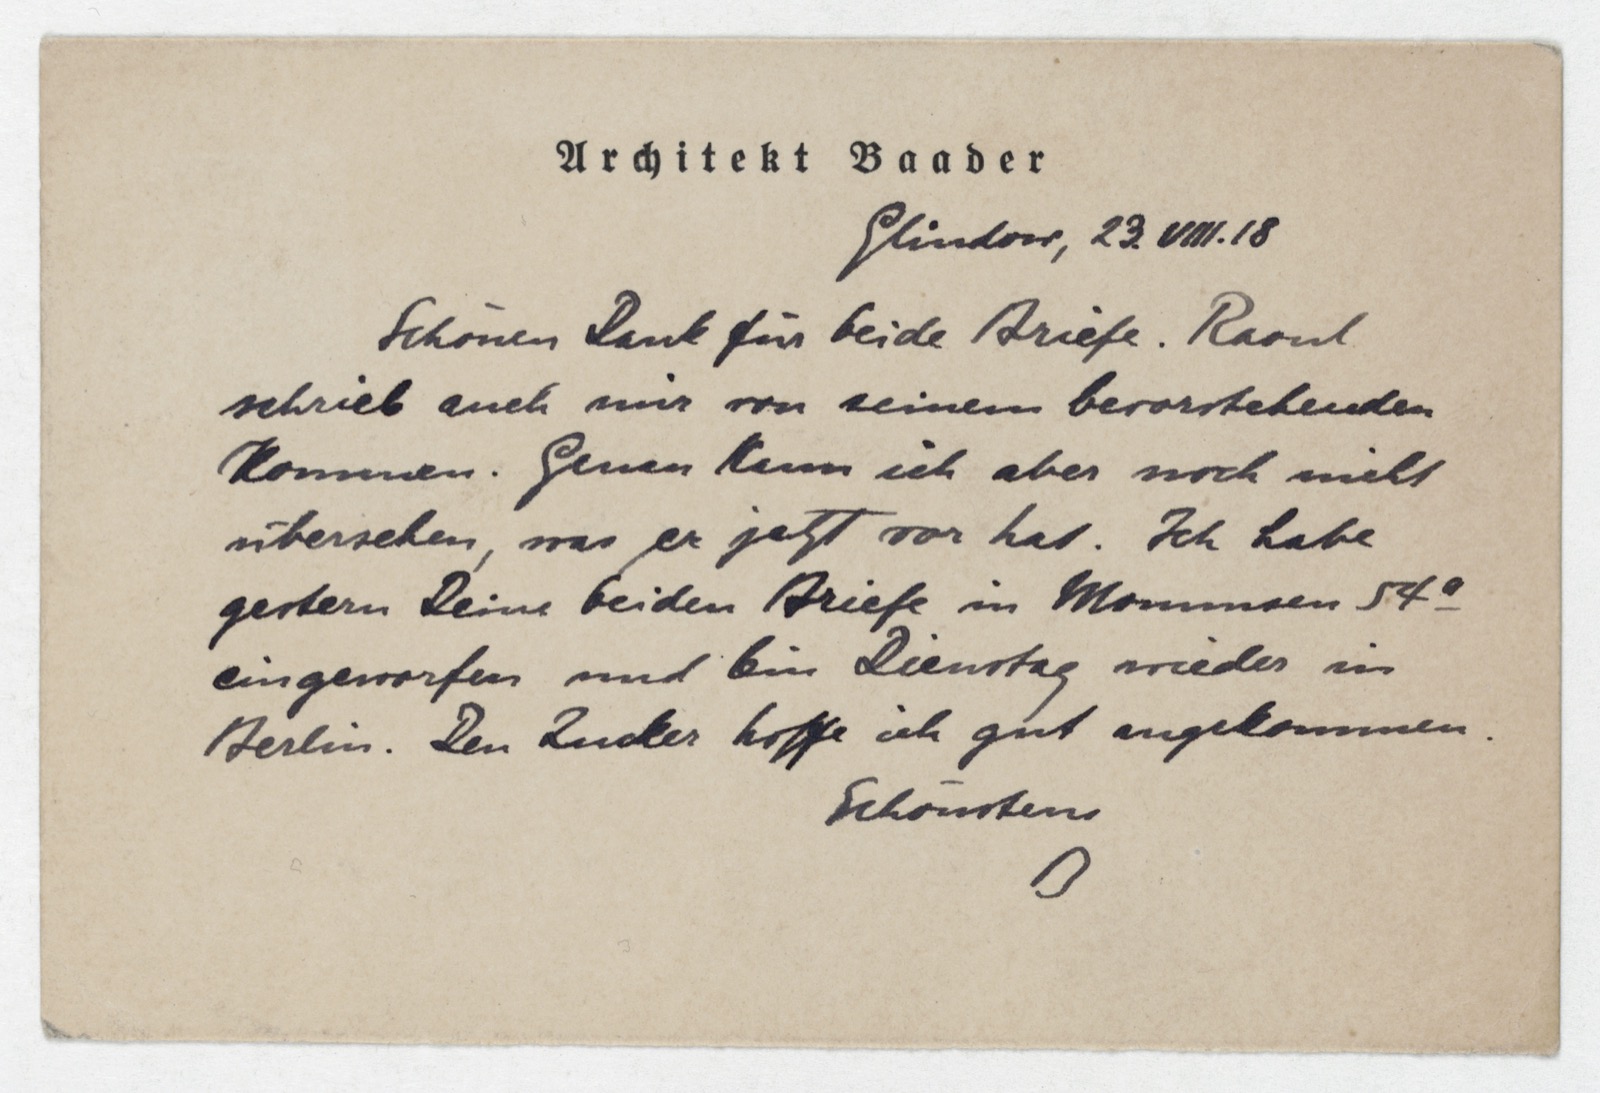 Architekt Baader
Glindow, 23. VIII. 18
Schönen Dank für beide Briefe. Raoul
schrieb auch mir von seinem bevorstehenden
Kommen. Genau kann ich aber noch nicht
übersehen, was er jetzt vor hat. Ich habe
gestern Deine beiden Briefe in Mommsen 54a
eingeworfen und bin Dienstag wieder in
Berlin. Den Zucker hoffe ich gut angekommen.
Schönstens
B